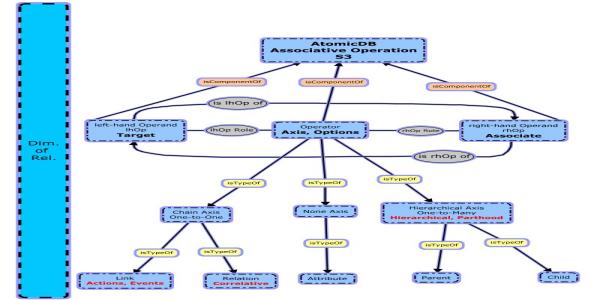 AtomicDB
Associative Operation
S3
isComponentOf
isComponentOf
isComponentOf
is lhOp of
left-hand Operend
lhOp
Target
lhOp Role
Operator
Axis, Options
rhOp Role
right-hand Operand
rhOp
Associate
is rhOp of
Dim.
of
Rel.
isTypeOf
isTypeOf
isTypeOf
Chain Axis
One-to-One
None Axis
Hierarchical Axis
One-to-Many
Hierarchical, Parthood
isTypeOf
isTypeOf
isTypeOf
isTypeOf
isTypeOf
Link
Actions, Events
Relation
Correlative
Attribute
Parent
Child